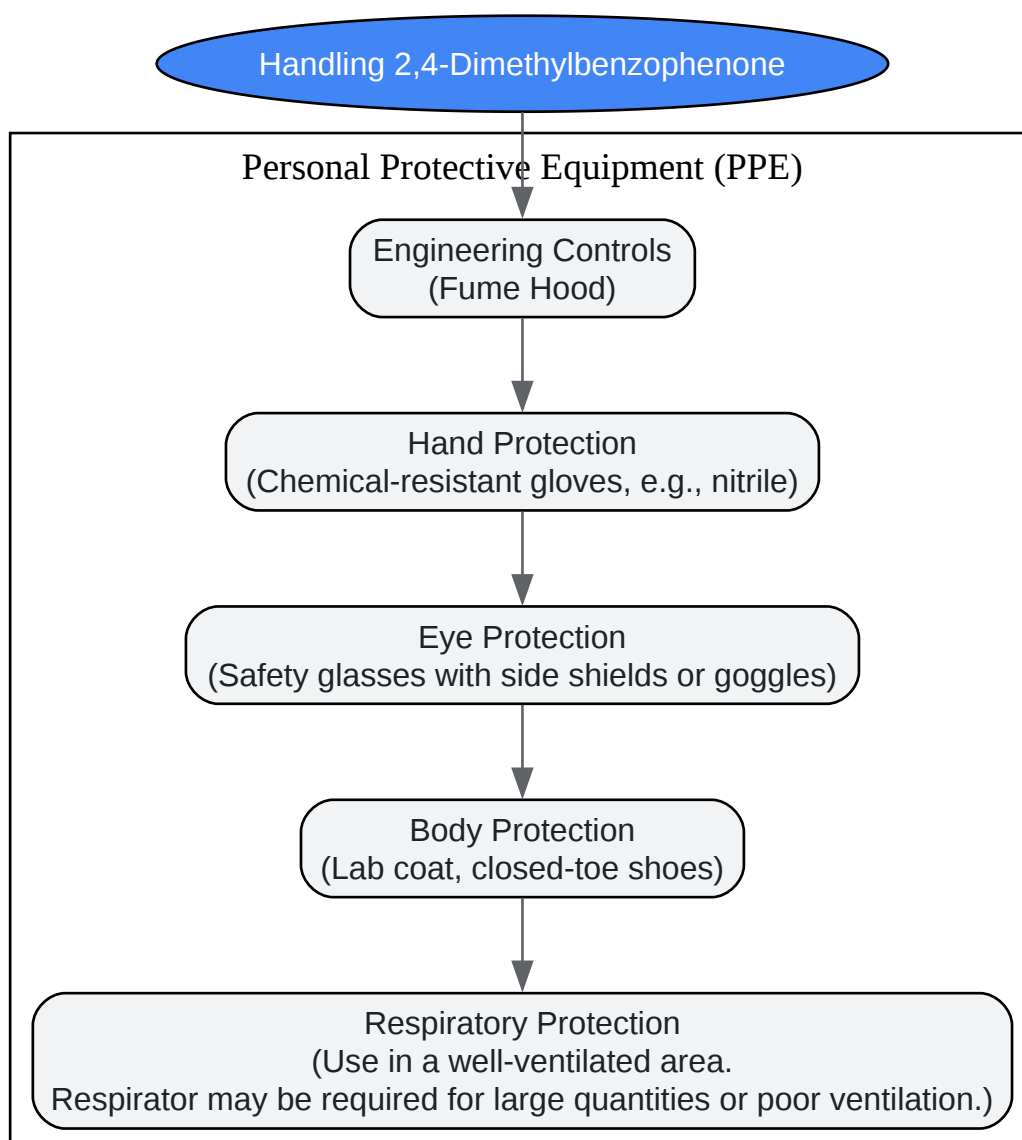 Handling 2,4-Dimethylbenzophenone
Personal Protective Equipment (PPE)
Engineering Controls
(Fume Hood)
Hand Protection
(Chemical-resistant gloves, e.g., nitrile)
Eye Protection
(Safety glasses with side shields or goggles)
Body Protection
(Lab coat, closed-toe shoes)
Respiratory Protection
(Use in a well-ventilated area.
Respirator may be required for large quantities or poor ventilation.)